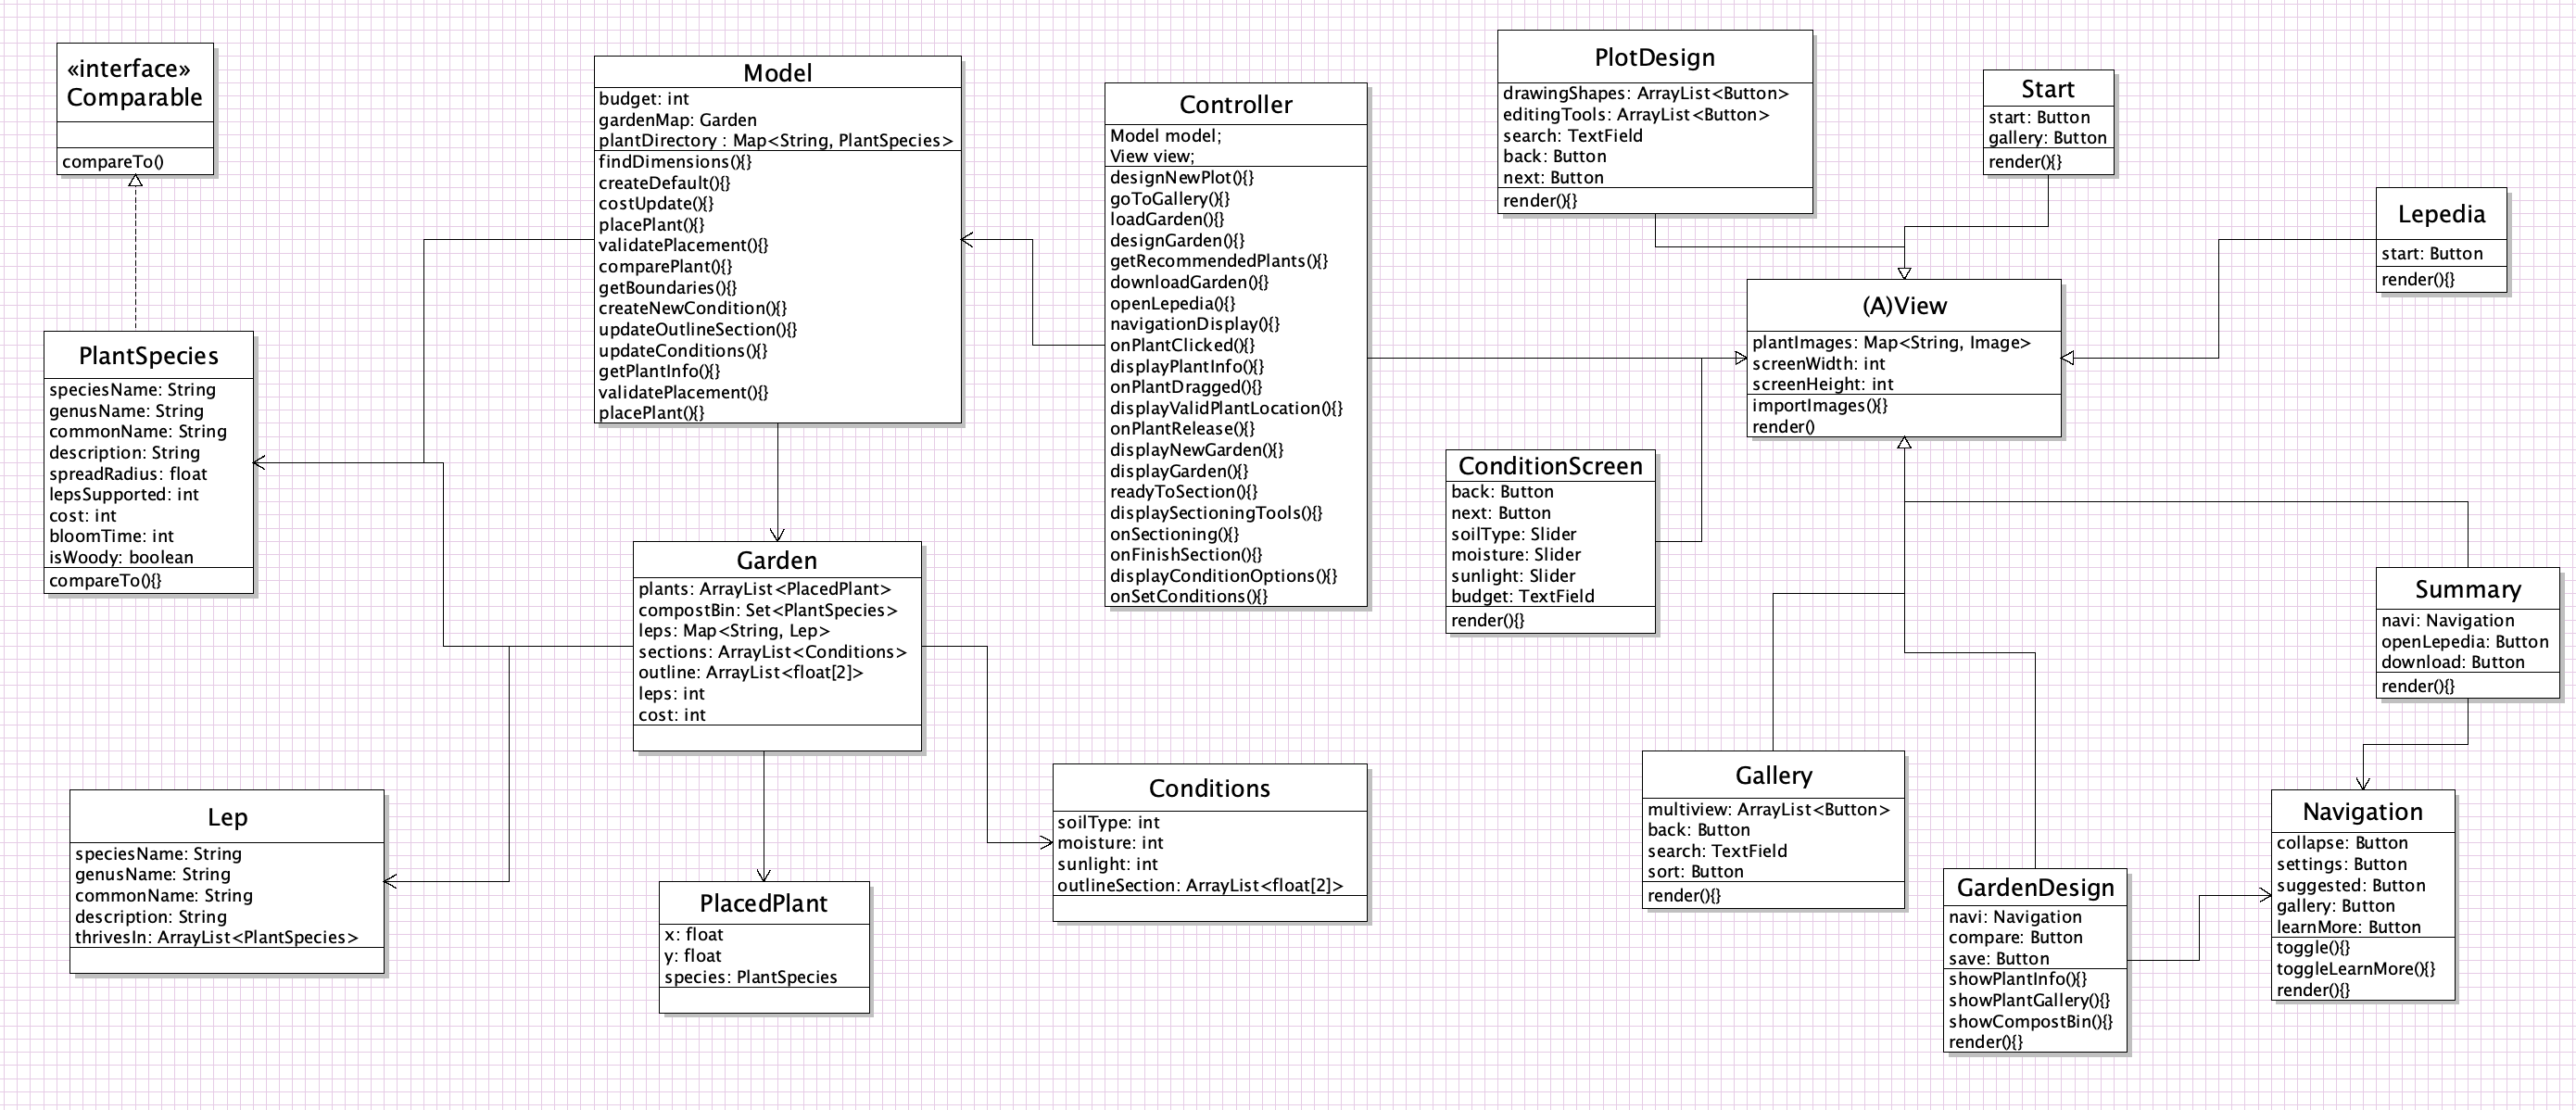 «interface»
Comparable
compareTo()
PlantSpecies
speciesName: String
genusName: String
commonName: String
description: String
spreadRadius: float
lepsSupported: int
cost: int
bloomTime: int
isWoody: boolean
compareTo(){}
Lep
speciesName: String
genusName: String
commonName: String
description: String
thrivesIn: ArrayList<PlantSpecies>
Model
budget: int
gardenMap: Garden
plantDirectory : Map<String, PlantSpecies>
findDimensions(){}
createDefault(){}
costUpdate(){}
placePlant(){}
validatePlacement(){}
comparePlant(){}
getBoundaries(){}
createNewCondition(){}
updateOutlineSection(){}
updateConditions(){}
getPlantInfo(){}
validatePlacement(){}
placePlant(){}
Garden
plants: ArrayList<PlacedPlant>
compostBin: Set<PlantSpecies>
leps: Map<String, Lep>
sections: ArrayList<Conditions>
outline: ArrayList<float[2]>
leps: int
cost: int
PlacedPlant
x: float
y: float
species: PlantSpecies
Controller
Model model;
View view;
designNewPlot(){}
goToGallery(){}
loadGarden(){}
designGarden(){}
getRecommendedPlants(){}
downloadGarden(){}
openLepedia(){}
navigationDisplay(){}
onPlantClicked(){}
displayPlantInfo(){}
onPlantDragged(){}
displayValidPlantLocation(){}
onPlantRelease(){}
displayNewGarden(){}
displayGarden(){}
readyToSection(){}
displaySectioningTools(){}
onSectioning(){}
onFinishSection(){}
displayConditionOptions(){}
onSetConditions(){}
Conditions
soilType: int
moisture: int
sunlight: int
outlineSection: ArrayList<float[2]>
PlotDesign
drawingShapes: ArrayList<Button>
editingTools: ArrayList<Button>
search: TextField
back: Button
next: Button
render(){}
Start
start: Button
gallery: Button
render(){}
Lepedia
start: Button
render(){}
(A)View
plantImages: Map<String, Image>
screenWidth: int
screenHeight: int
importImages(){}
render()
ConditionScreen
back: Button
next: Button
soilType: Slider
moisture: Slider
sunlight: Slider
budget: TextField
render(){}
Summary
navi: Navigation
openLepedia: Button
download: Button
render(){}
Gallery
multiview: ArrayList<Button>
back: Button
search: TextField
sort: Button
render(){}
GardenDesign
navi: Navigation
compare: Button
save: Button
showPlantInfo(){}
showPlantGallery(){}
showCompostBin(){}
render(){}
Navigation
collapse: Button
settings: Button
suggested: Button
gallery: Button
learnMore: Button
toggle(){}
toggleLearnMore(){}
render(){}